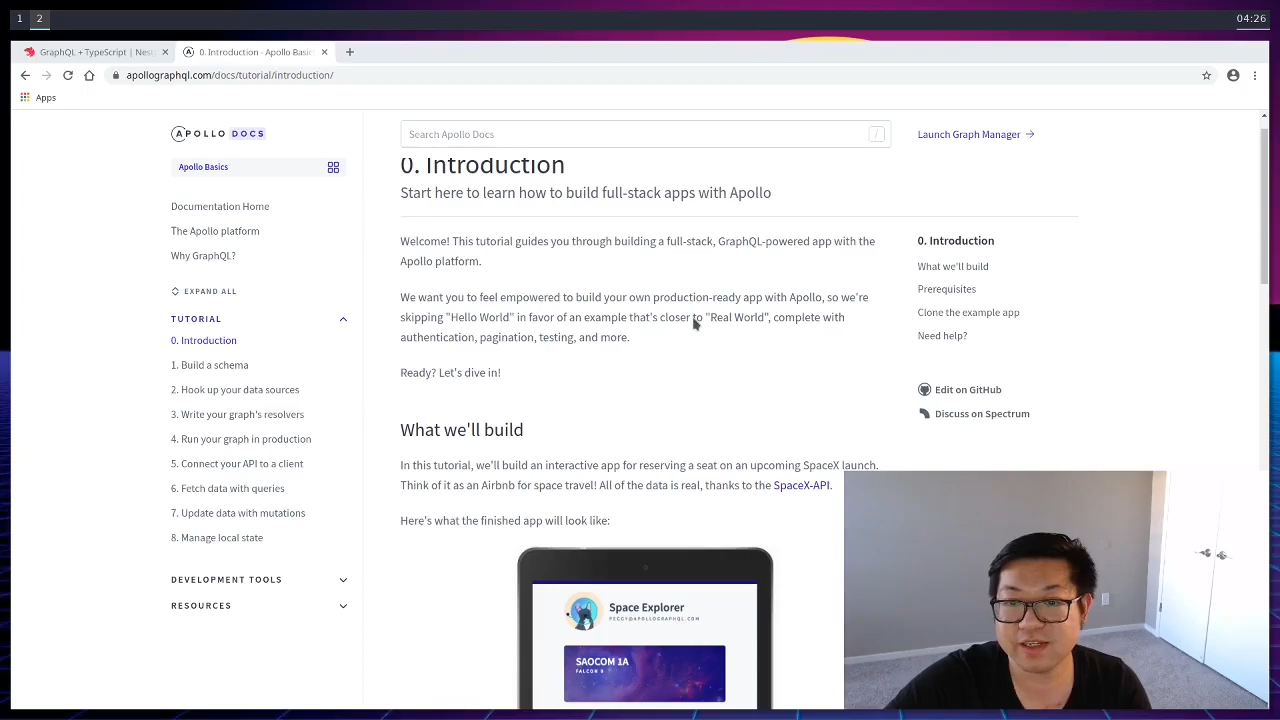 1 2 04:26
GraphQL + TypeScript | Nest
0. Introduction - Apollo Basic
apollographql.com/docs/tutorial/introduction/
Apps
APOLLO DOCS
Search Apollo Docs
/
Launch Graph Manager
Apollo Basics
Documentation Home
The Apollo platform
Why GraphQL?
EXPAND ALL
TUTORIAL
0. Introduction
1. Build a schema
2. Hook up your data sources
3. Write your graph's resolvers
4. Run your graph in production
5. Connect your API to a client
6. Fetch data with queries
7. Update data with mutations
8. Manage local state
DEVELOPMENT TOOLS
RESOURCES
0. Introduction
Start here to learn how to build full-stack apps with Apollo
Welcome! This tutorial guides you through building a full-stack, GraphQL-powered app with the
Apollo platform.
We want you to feel empowered to build your own production-ready app with Apollo, so we're
skipping "Hello World" in favor of an example that's closer to "Real World", complete with
authentication, pagination, testing, and more.
Ready? Let's dive in!
What we'll build
In this tutorial, we'll build an interactive app for reserving a seat on an upcoming SpaceX launch.
Think of it as an Airbnb for space travel! All of the data is real, thanks to the SpaceX-API.
Here's what the finished app will look like:
Space Explorer
PEGGY@APOLLOGRAPHQL.COM
SAOCOM 1A
FALCON 9
0. Introduction
What we'll build
Prerequisites
Clone the example app
Need help?
Edit on GitHub
Discuss on Spectrum